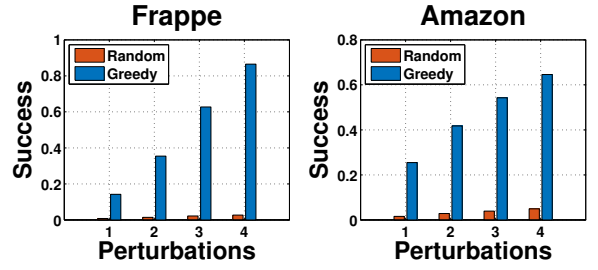 Frappe
Random
Greedy
Success
1
0.8
0.6
0.4
0.2
0
1 2 3 4
Perturbations
Amazon
Random
Greedy
Success
0.8
0.6
0.4
0.2
0
1 2 3 4
Perturbations